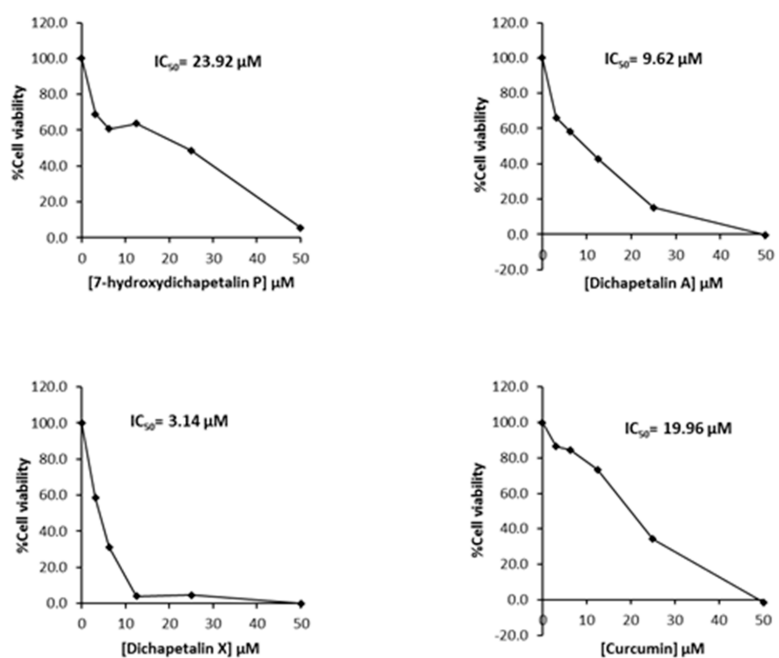 120.0
100.0
80.0
60.0
40.0
20.0
0.0
%Cell viability
IC50= 23.92 µM
0 10 20 30 40 50
[7-hydroxydichapetalin P] µM
120.0
100.0
80.0
60.0
40.0
20.0
0.0
-20.0
%Cell viability
IC50= 9.62 µM
0 10 20 30 40 50
[Dichapetalin A] µM
120.0
100.0
80.0
60.0
40.0
20.0
0.0
%Cell viability
IC50= 3.14 µM
0 10 20 30 40 50
[Dichapetalin X] µM
120.0
100.0
80.0
60.0
40.0
20.0
0.0
-20.0
%Cell viability
IC50= 19.96 µM
0 10 20 30 40 50
[Curcumin] µM